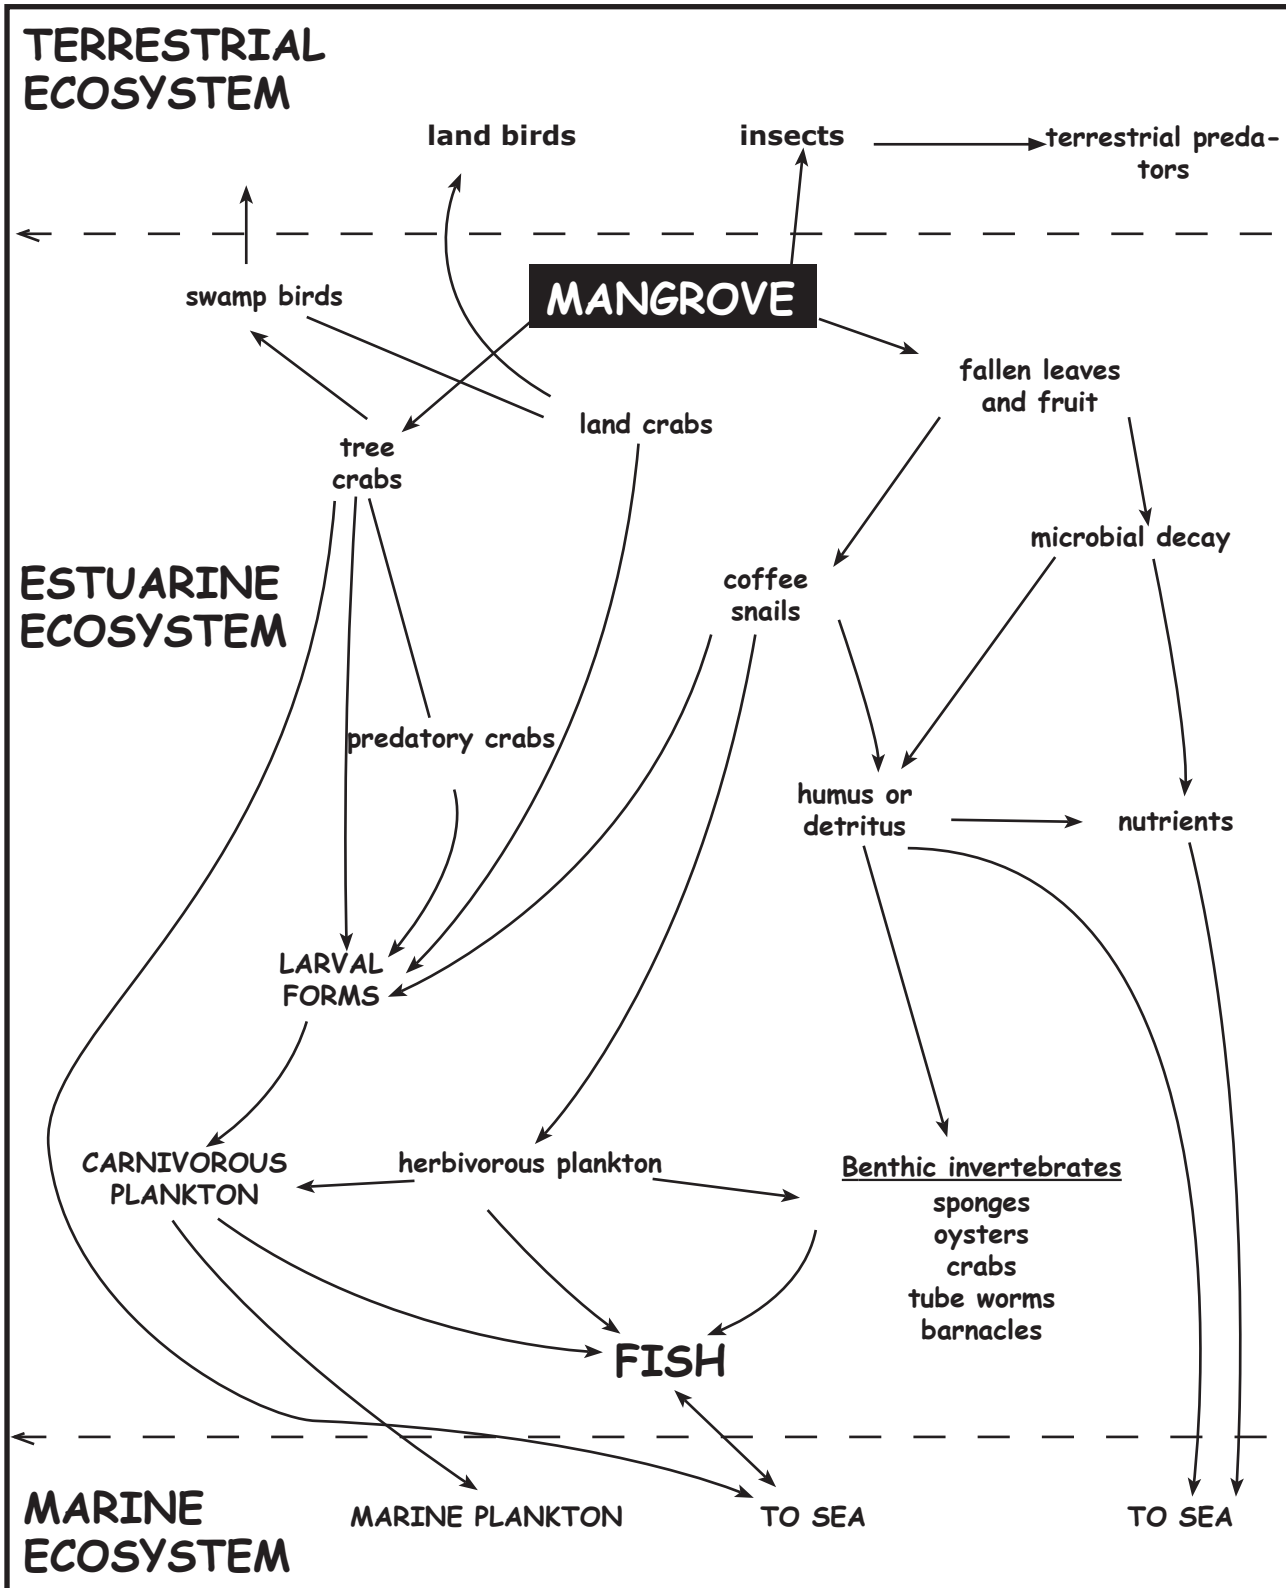 TERRESTRIAL
ECOSYSTEM
land birds
insects
terrestrial preda-
tors
swamp birds
MANGROVE
fallen leaves
and fruit
land crabs
tree
crabs
microbial decay
ESTUARINE
ECOSYSTEM
coffee
snails
predatory crabs
humus or
detritus
nutrients
LARVAL
FORMS
CARNIVOROUS
PLANKTON
herbivorous plankton
Benthic invertebrates
sponges
oysters
crabs
tube worms
barnacles
FISH
MARINE
ECOSYSTEM
MARINE PLANKTON
TO SEA
TO SEA